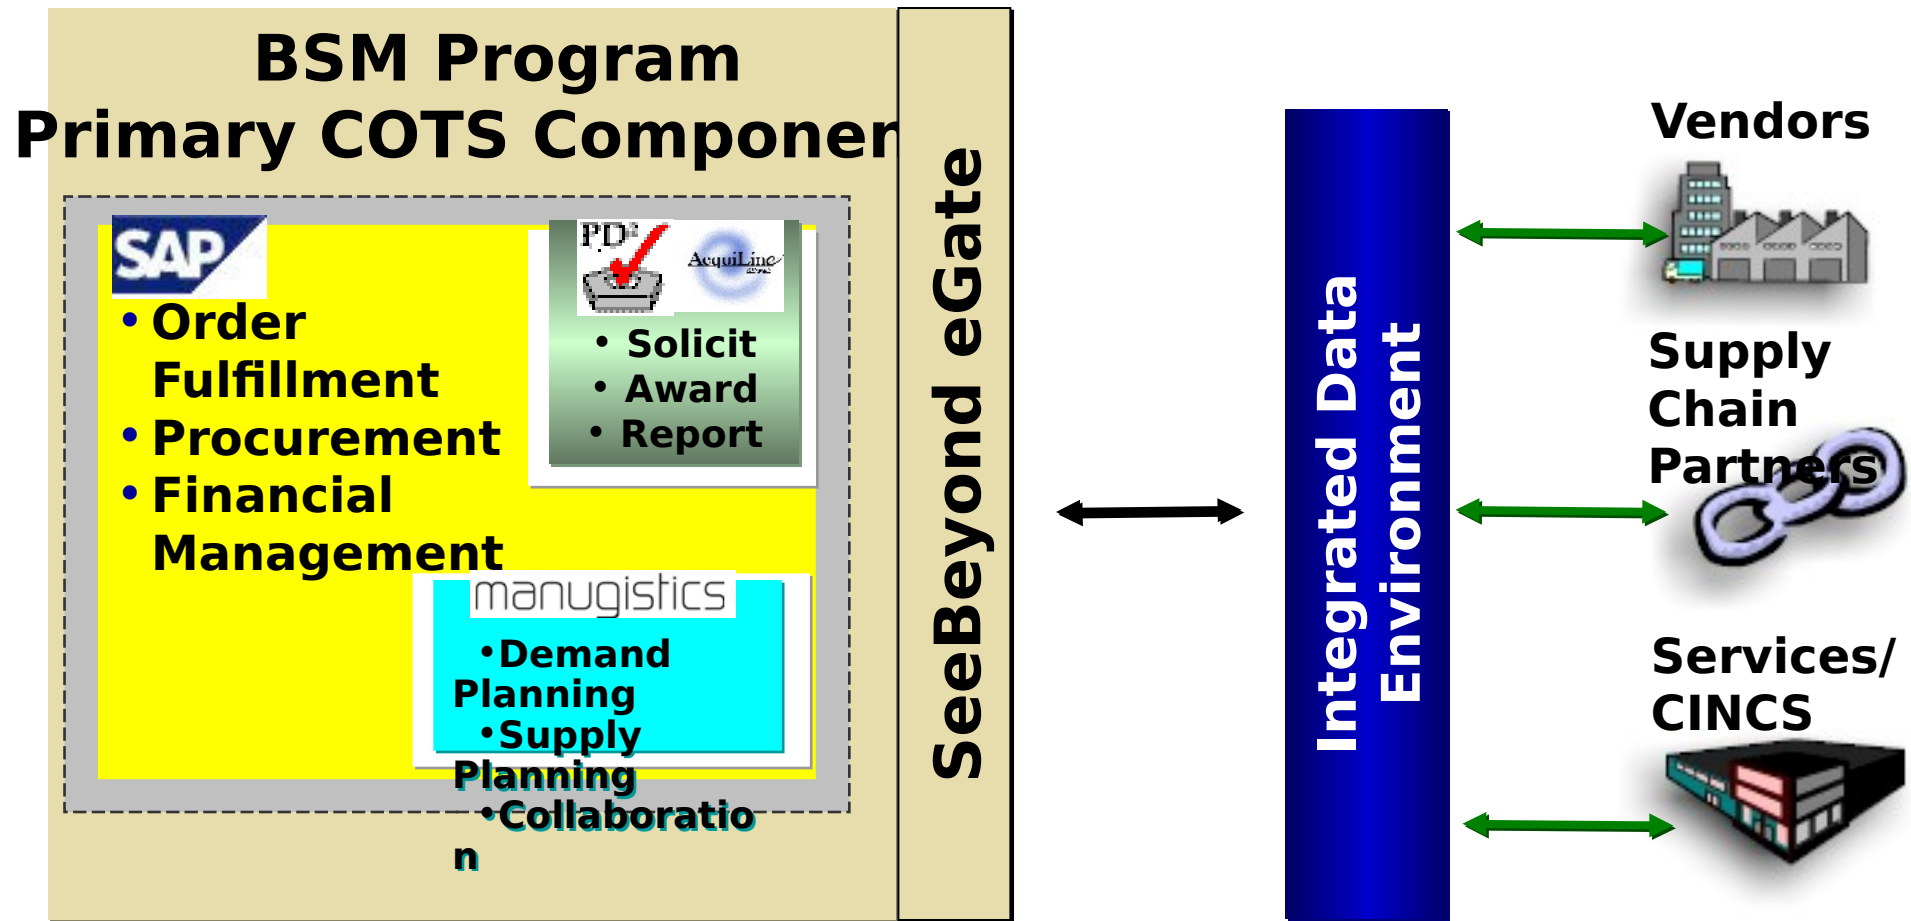 BSM Program
Primary COTS Componen
SAP
• Order
Fulfillment
• Procurement
• Financial
Management
PD²
AcquiLine
• Solicit
• Award
• Report
manugistics
•Demand
Planning
•Supply
Planning
•Collaboratio
n
SeeBeyond eGate
Integrated Data
Environment
Vendors
Supply
Chain
Partners
Services/
CINCS